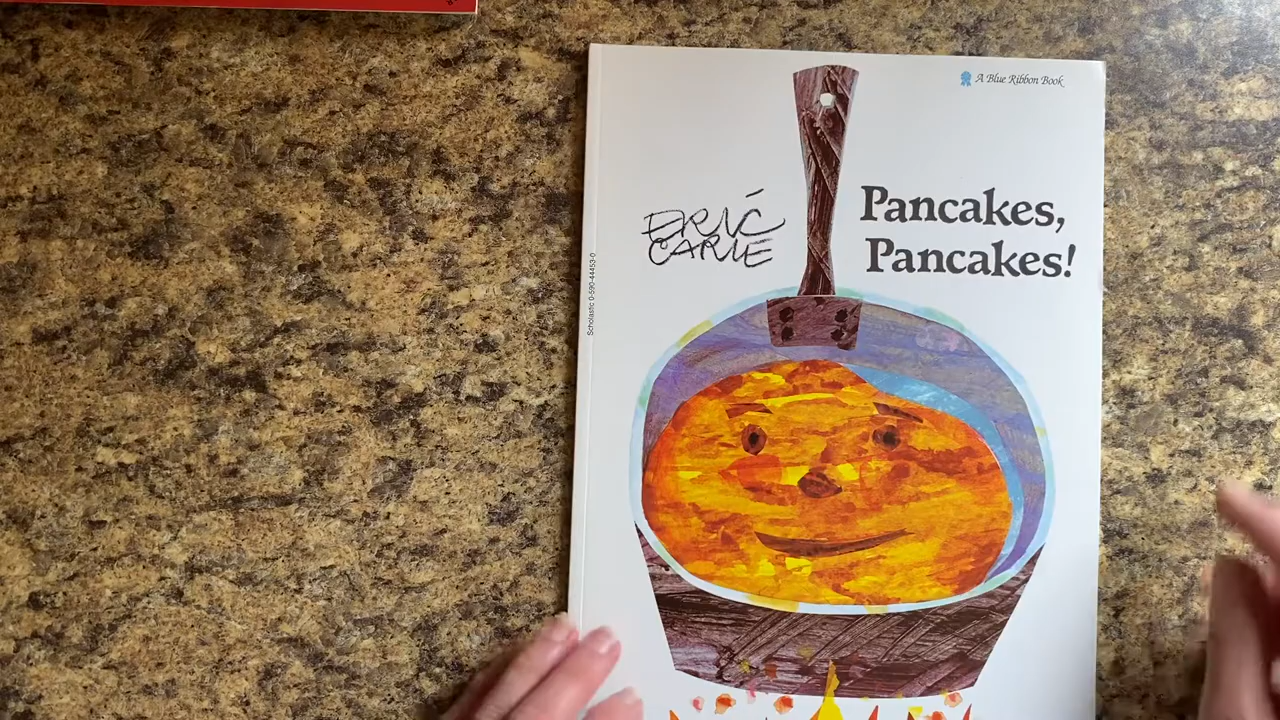 A Blue Ribbon Book
ERIC
CARLE
Pancakes,
Pancakes!
Scholastic 0-590-44453-0